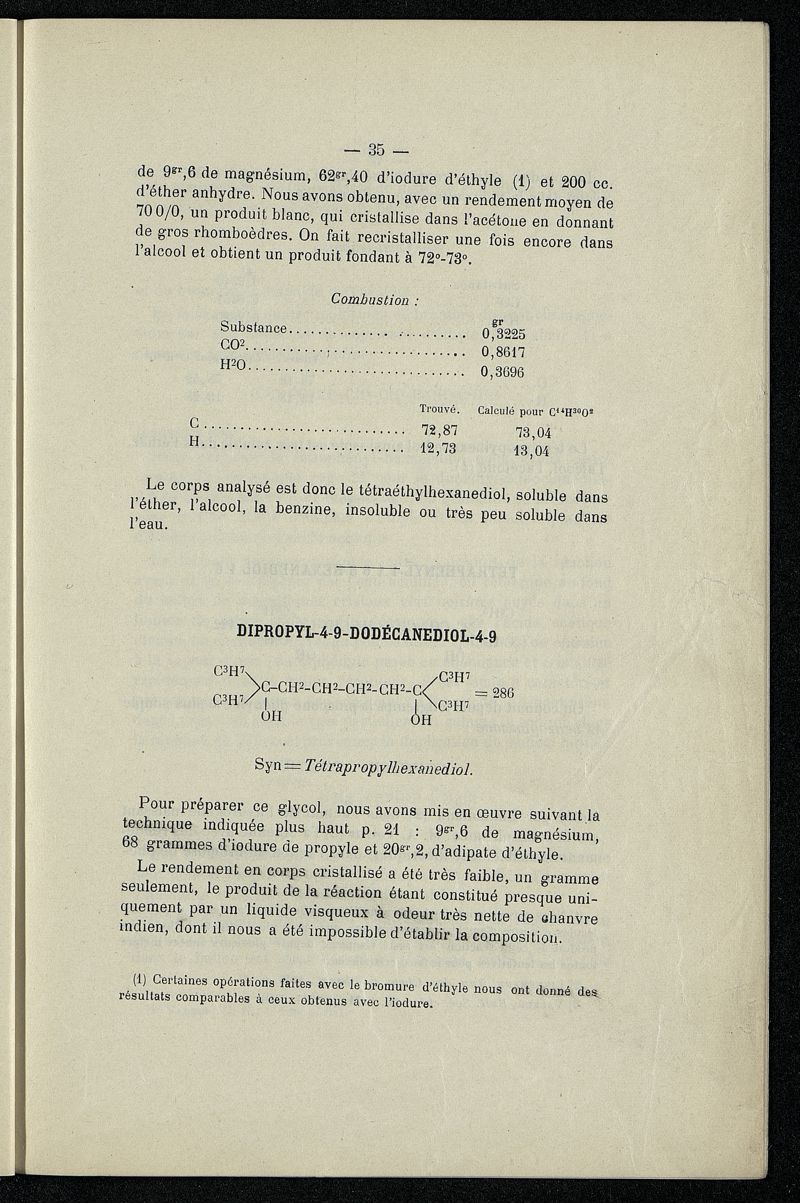 — 35 —
de 9gr,6 de magnésium, 62gr,40 d'iodure d'éthyle (1) et 200 cc.
d'éther anhydre. Nous avons obtenu, avec un rendement moyen de
70 0/0, un produit blanc, qui cristallise dans l'acétone en donnant
de gros rhomboèdres. On fait recristalliser une fois encore dans
l'alcool et obtient un produit fondant à 72°-73°.
Combustion :
gr
Substance.......................... 0,3225
CO².............................. 0,8617
H²O............................. 0,3696
Trouvé. Calculé pour C¹⁴H³⁰O²
C........................... 72,87 73,04
H........................... 12,73 13,04
Le corps analysé est donc le tétraéthylhexanediol, soluble dans
l'éther, l'alcool, la benzine, insoluble ou très peu soluble dans
l'eau.
DIPROPYL-4-9-DODÉCANEDIOL-4-9
C³H⁷ C³H⁷
C-CH²-CH²-CH²-CH²-C = 286
C³H⁷ C³H⁷
OH OH
Syn = Tétrapropylhexanediol.
Pour préparer ce glycol, nous avons mis en œuvre suivant la
technique indiquée plus haut p. 21 : 9gr,6 de magnésium,
68 grammes d'iodure de propyle et 20gr,2, d'adipate d'éthyle.
Le rendement en corps cristallisé a été très faible, un gramme
seulement, le produit de la réaction étant constitué presque uni-
quement par un liquide visqueux à odeur très nette de chanvre
indien, dont il nous a été impossible d'établir la composition.
(1) Certaines opérations faites avec le bromure d'éthyle nous ont donné des
résultats comparables à ceux obtenus avec l'iodure.